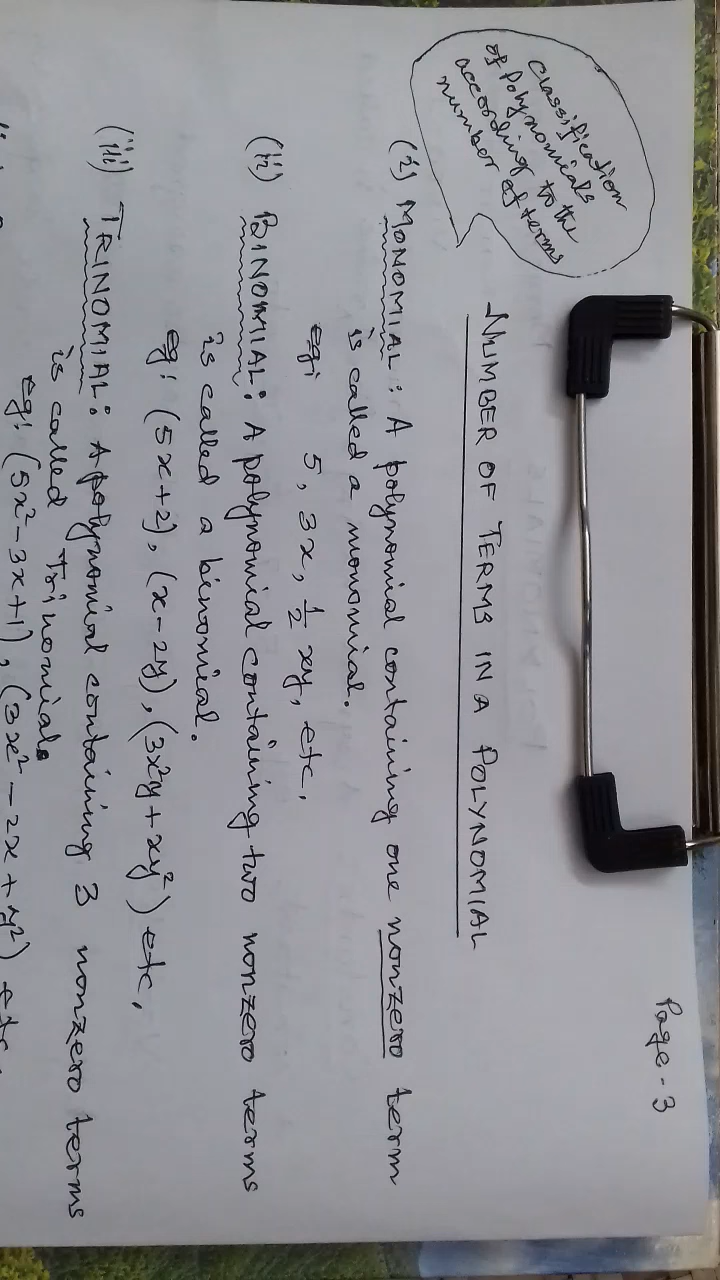 Page-3
classification
of Polynomials
according to the
number of terms
NUMBER OF TERMS IN A POLYNOMIAL
(i) MONOMIAL: A polynomial containing one nonzero term
is called a monomial.
eg: 5, 3x, 1/2 xy, etc.
(ii) BINOMIAL: A polynomial containing two nonzero terms
is called a binomial.
eg: (5x+2), (x-2y), (3x²y+xy²) etc.
(iii) TRINOMIAL: A polynomial containing 3 nonzero terms
is called Trinomials
eg: (5x²-3x+1), (3x²-2x+y²) etc.